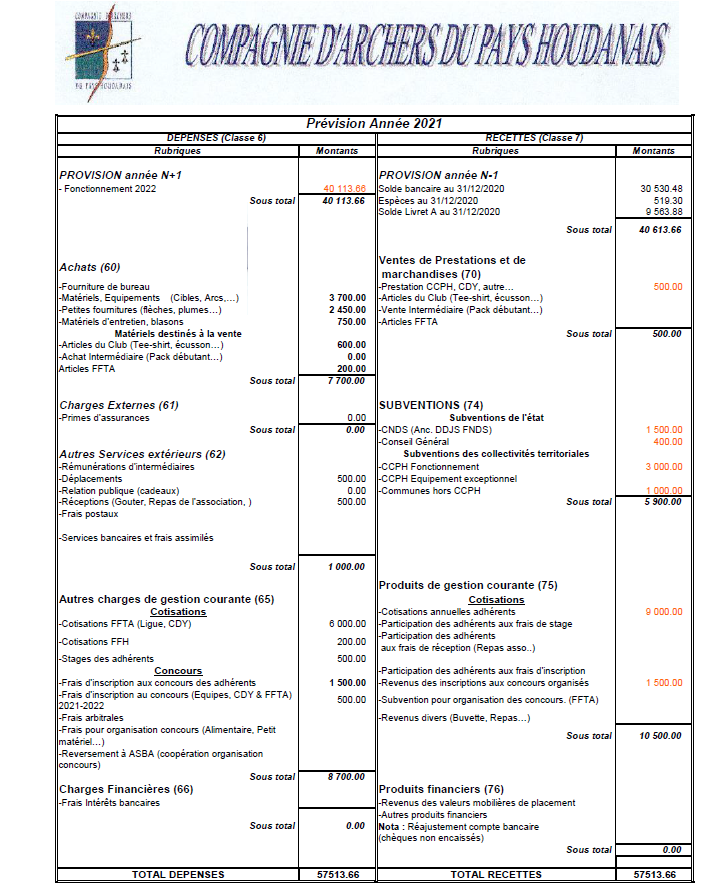 COMPAGNIE D'ARCHERS
DU PAYS HOUDANAIS
COMPAGNIE D'ARCHERS DU PAYS HOUDANAIS
Prévision Année 2021
DEPENSES (Classe 6) RECETTES (Classe 7)
Rubriques Montants Rubriques Montants
PROVISION année N+1 PROVISION année N-1
- Fonctionnement 2022 40 113.66 Solde bancaire au 31/12/2020 30 530.48
Sous total 40 113.66 Espèces au 31/12/2020 519.30
Solde Livret A au 31/12/2020 9 563.88
Sous total 40 613.66
Ventes de Prestations et de
Achats (60) marchandises (70)
-Fourniture de bureau -Prestation CCPH, CDY, autre... 500.00
-Matériels, Equipements (Cibles, Arcs,...) 3 700.00 -Articles du Club (Tee-shirt, écusson...)
-Petites fournitures (flèches, plumes...) 2 450.00 -Vente Intermédiaire (Pack débutant...)
-Matériels d'entretien, blasons 750.00 -Articles FFTA
Matériels destinés à la vente Sous total 500.00
-Articles du Club (Tee-shirt, écusson...) 600.00
-Achat Intermédiaire (Pack débutant...) 0.00
Articles FFTA 200.00
Sous total 7 700.00
Charges Externes (61) SUBVENTIONS (74)
-Primes d'assurances 0.00 Subventions de l'état
Sous total 0.00 -CNDS (Anc. DDJS FNDS) 1 500.00
-Conseil Général 400.00
Autres Services extérieurs (62) Subventions des collectivités territoriales
-Rémunérations d'intermédiaires -CCPH Fonctionnement 3 000.00
-Déplacements 500.00 -CCPH Equipement exceptionnel
-Relation publique (cadeaux) 0.00 -Communes hors CCPH 1 000.00
-Réceptions (Gouter, Repas de l'association, ) 500.00 Sous total 5 900.00
-Frais postaux
-Services bancaires et frais assimilés
Sous total 1 000.00
Produits de gestion courante (75)
Autres charges de gestion courante (65) Cotisations
Cotisations -Cotisations annuelles adhérents 9 000.00
-Cotisations FFTA (Ligue, CDY) 6 000.00 -Participation des adhérents aux frais de stage
-Participation des adhérents
-Cotisations FFH 200.00 aux frais de réception (Repas asso..)
-Stages des adhérents 500.00
Concours -Participation des adhérents aux frais d'inscription
-Frais d'inscription aux concours des adhérents 1 500.00 -Revenus des inscriptions aux concours organisés 1 500.00
-Frais d'inscription au concours (Equipes, CDY & FFTA)
2021-2022 500.00 -Subvention pour organisation des concours. (FFTA)
-Frais arbitrales -Revenus divers (Buvette, Repas...)
-Frais pour organisation concours (Alimentaire, Petit
matériel...) Sous total 10 500.00
-Reversement à ASBA (coopération organisation
concours)
Sous total 8 700.00
Charges Financières (66) Produits financiers (76)
-Frais Intérêts bancaires -Revenus des valeurs mobilières de placement
-Autres produits financiers
Sous total 0.00 Nota : Réajustement compte bancaire
(chèques non encaissés)
Sous total 0.00
TOTAL DEPENSES 57513.66 TOTAL RECETTES 57513.66